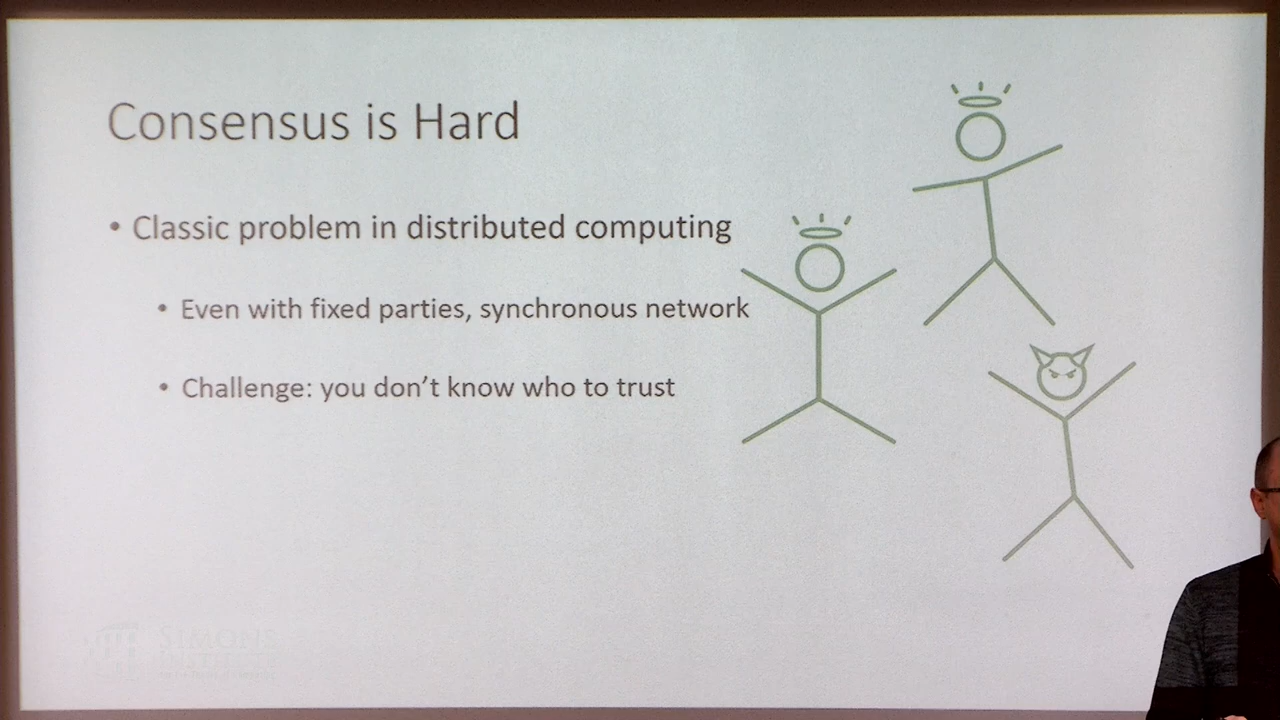 Consensus is Hard
• Classic problem in distributed computing
• Even with fixed parties, synchronous network
• Challenge: you don't know who to trust
SIMONS
INSTITUTE